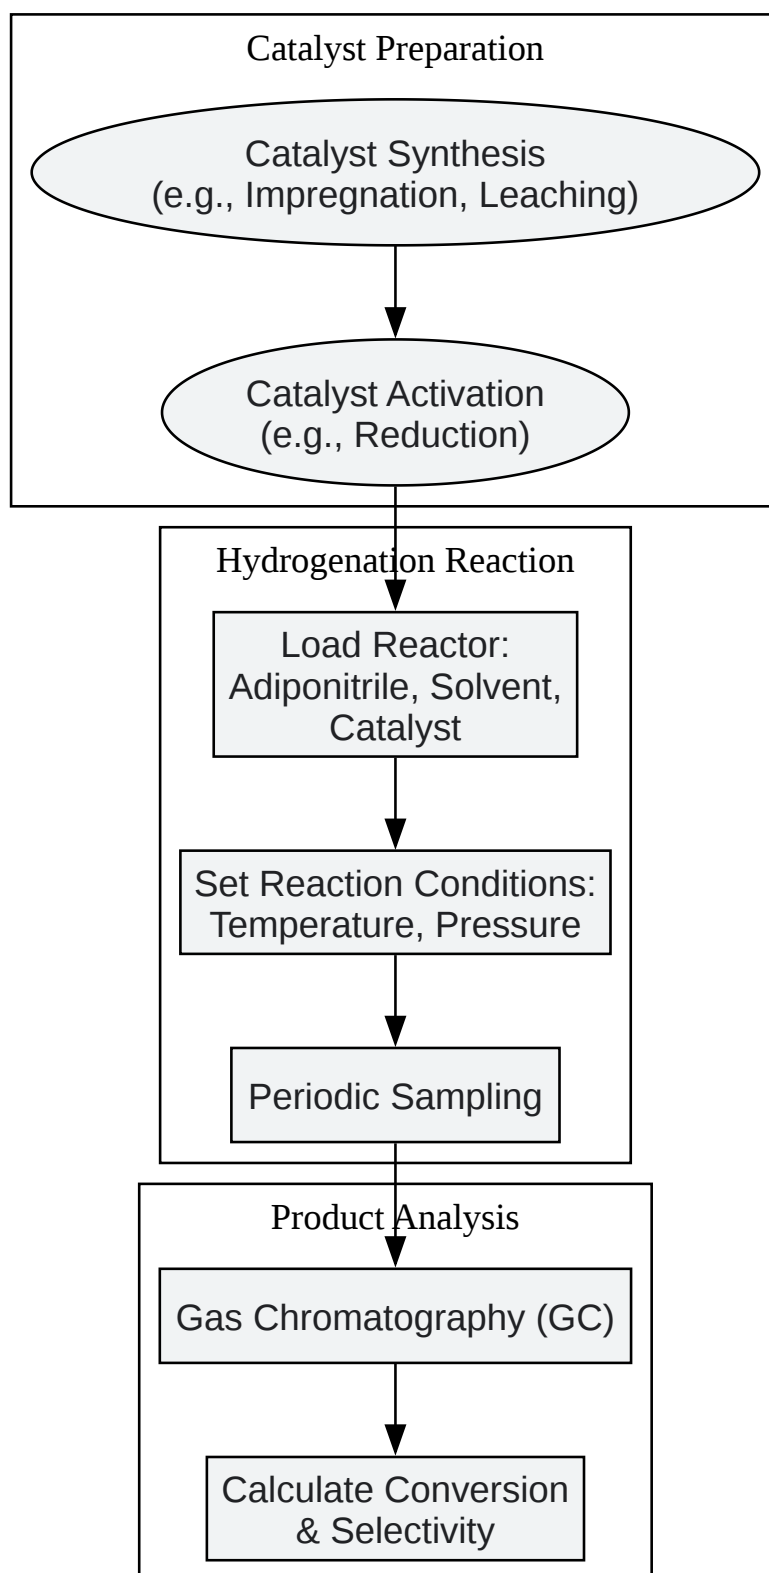 Catalyst Preparation
Catalyst Synthesis
(e.g., Impregnation, Leaching)
Catalyst Activation
(e.g., Reduction)
Hydrogenation Reaction
Load Reactor:
Adiponitrile, Solvent,
Catalyst
Set Reaction Conditions:
Temperature, Pressure
Periodic Sampling
Product Analysis
Gas Chromatography (GC)
Calculate Conversion
& Selectivity